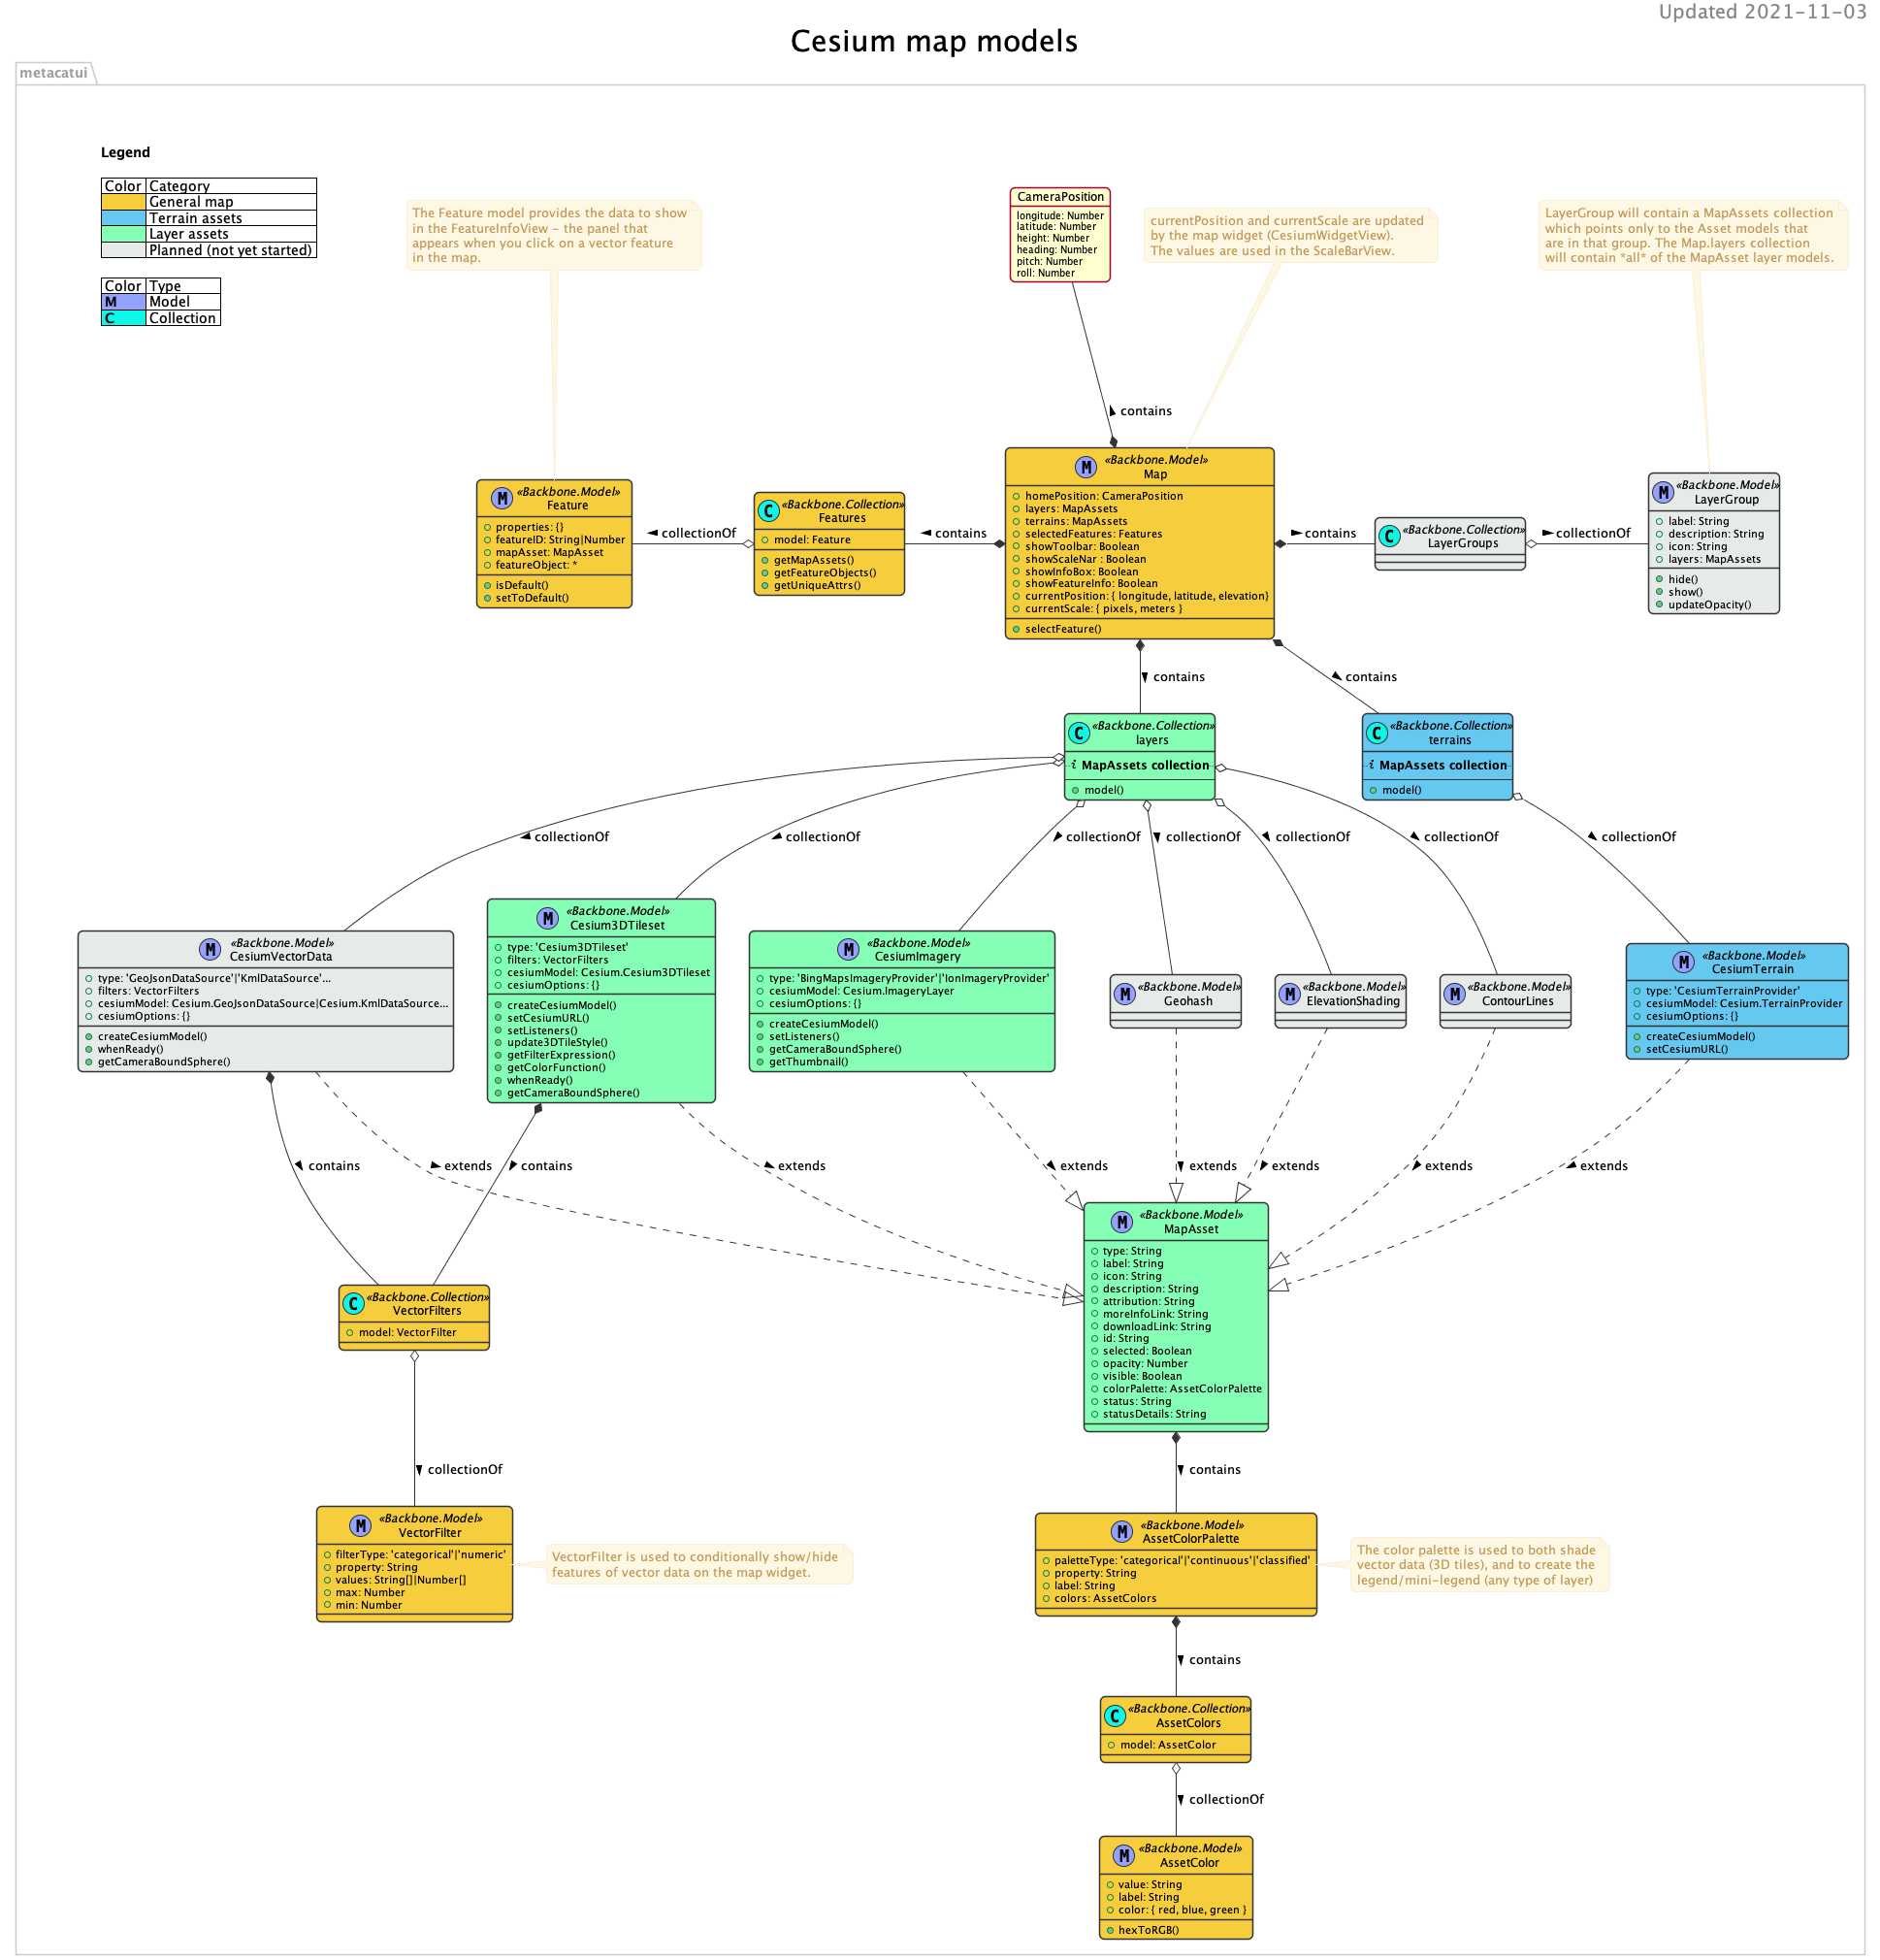 Updated 2021-11-03
Cesium map models
metacatui
Legend
Color Category
General map
Terrain assets
Layer assets
Planned (not yet started)
Color Type
M Model
C Collection
The Feature model provides the data to show
in the FeatureInfoView - the panel that
appears when you click on a vector feature
in the map.
CameraPosition
longitude: Number
latitude: Number
height: Number
heading: Number
pitch: Number
roll: Number
currentPosition and currentScale are updated
by the map widget (CesiumWidgetView).
The values are used in the ScaleBarView.
LayerGroup will contain a MapAssets collection
which points only to the Asset models that
are in that group. The Map.layers collection
will contain *all* of the MapAsset layer models.
contains
M «Backbone.Model»
Feature
properties: {}
featureID: String|Number
mapAsset: MapAsset
featureObject: *
isDefault()
setToDefault()
collectionOf
C «Backbone.Collection»
Features
model: Feature
getMapAssets()
getFeatureObjects()
getUniqueAttrs()
contains
M «Backbone.Model»
Map
homePosition: CameraPosition
layers: MapAssets
terrains: MapAssets
selectedFeatures: Features
showToolbar: Boolean
showScaleNar : Boolean
showInfoBox: Boolean
showFeatureInfo: Boolean
currentPosition: { longitude, latitude, elevation}
currentScale: { pixels, meters }
selectFeature()
contains
C «Backbone.Collection»
LayerGroups
collectionOf
M «Backbone.Model»
LayerGroup
label: String
description: String
icon: String
layers: MapAssets
hide()
show()
updateOpacity()
contains
contains
C «Backbone.Collection»
layers
i MapAssets collection
model()
C «Backbone.Collection»
terrains
i MapAssets collection
model()
collectionOf
collectionOf
collectionOf
collectionOf
collectionOf
collectionOf
collectionOf
M «Backbone.Model»
CesiumVectorData
type: 'GeoJsonDataSource'|'KmlDataSource'...
filters: VectorFilters
cesiumModel: Cesium.GeoJsonDataSource|Cesium.KmlDataSource...
cesiumOptions: {}
createCesiumModel()
whenReady()
getCameraBoundSphere()
M «Backbone.Model»
Cesium3DTileset
type: 'Cesium3DTileset'
filters: VectorFilters
cesiumModel: Cesium.Cesium3DTileset
cesiumOptions: {}
createCesiumModel()
setCesiumURL()
setListeners()
update3DTileStyle()
getFilterExpression()
getColorFunction()
whenReady()
getCameraBoundSphere()
M «Backbone.Model»
CesiumImagery
type: 'BingMapsImageryProvider'|'IonImageryProvider'
cesiumModel: Cesium.ImageryLayer
cesiumOptions: {}
createCesiumModel()
setListeners()
getCameraBoundSphere()
getThumbnail()
M «Backbone.Model»
Geohash
M «Backbone.Model»
ElevationShading
M «Backbone.Model»
ContourLines
M «Backbone.Model»
CesiumTerrain
type: 'CesiumTerrainProvider'
cesiumModel: Cesium.TerrainProvider
cesiumOptions: {}
createCesiumModel()
setCesiumURL()
contains
extends
contains
extends
extends
extends
extends
extends
extends
C «Backbone.Collection»
VectorFilters
model: VectorFilter
M «Backbone.Model»
MapAsset
type: String
label: String
icon: String
description: String
attribution: String
moreInfoLink: String
downloadLink: String
id: String
selected: Boolean
opacity: Number
visible: Boolean
colorPalette: AssetColorPalette
status: String
statusDetails: String
collectionOf
contains
M «Backbone.Model»
VectorFilter
filterType: 'categorical'|'numeric'
property: String
values: String[]|Number[]
max: Number
min: Number
VectorFilter is used to conditionally show/hide
features of vector data on the map widget.
M «Backbone.Model»
AssetColorPalette
paletteType: 'categorical'|'continuous'|'classified'
property: String
label: String
colors: AssetColors
The color palette is used to both shade
vector data (3D tiles), and to create the
legend/mini-legend (any type of layer)
contains
C «Backbone.Collection»
AssetColors
model: AssetColor
collectionOf
M «Backbone.Model»
AssetColor
value: String
label: String
color: { red, blue, green }
hexToRGB()